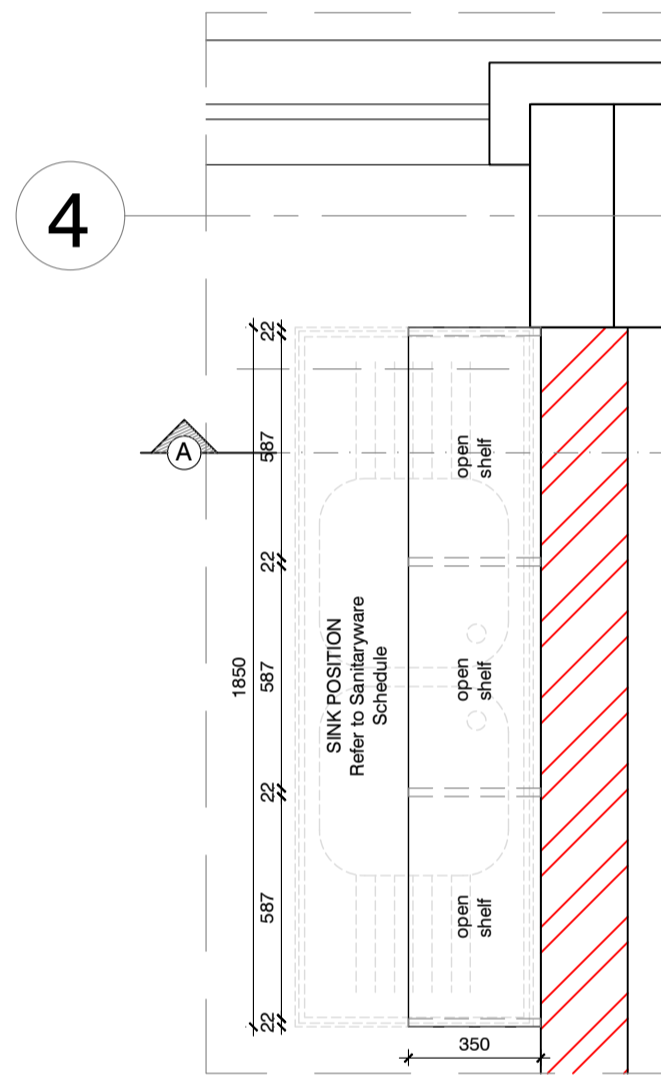 4
A
22
587
22
587
22
587
22
1850
SINK POSITION
Refer to Sanitaryware
Schedule
open
shelf
open
shelf
open
shelf
350